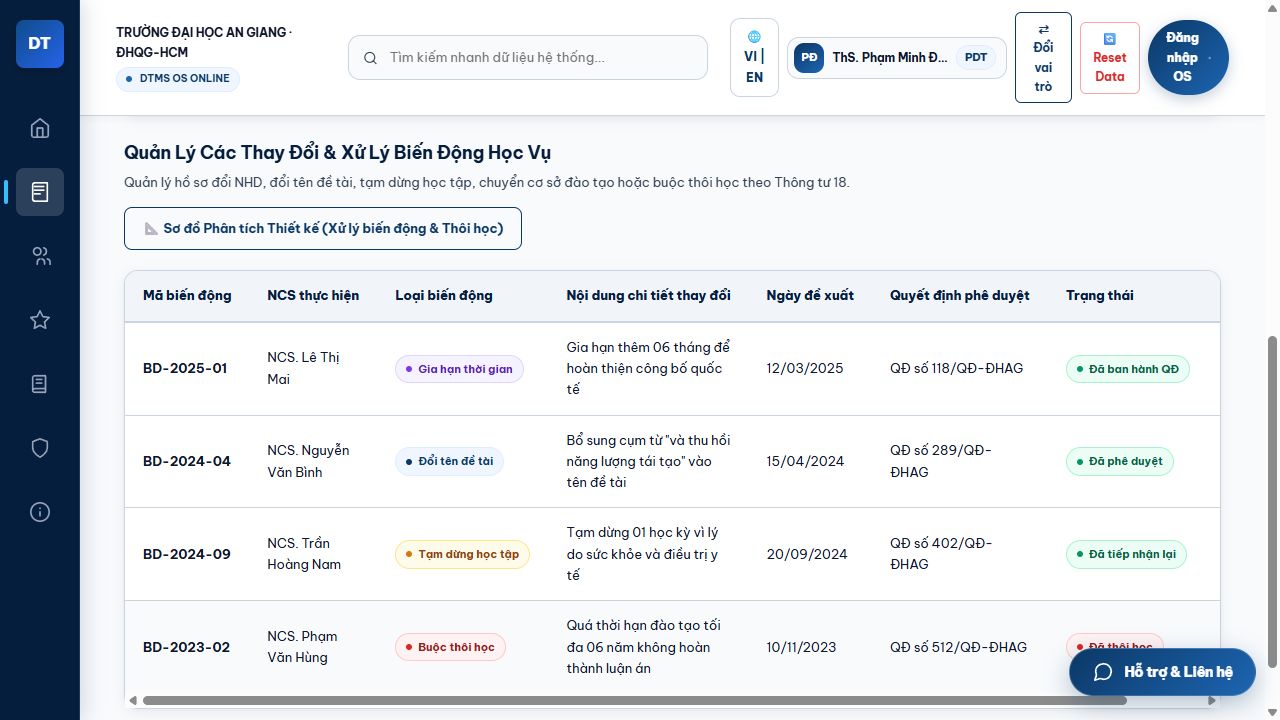 DT
TRƯỜNG ĐẠI HỌC AN GIANG ·
ĐHQG-HCM
DTMS OS ONLINE
Tìm kiếm nhanh dữ liệu hệ thống...
VI |
EN
PĐ
ThS. Phạm Minh Đ...
PDT
Đổi
vai
trò
Reset
Data
Đăng
nhập
OS
Quản Lý Các Thay Đổi & Xử Lý Biến Động Học Vụ
Quản lý hồ sơ đổi NHD, đổi tên đề tài, tạm dừng học tập, chuyển cơ sở đào tạo hoặc buộc thôi học theo Thông tư 18.
Sơ đồ Phân tích Thiết kế (Xử lý biến động & Thôi học)
Mã biến động
NCS thực hiện
Loại biến động
Nội dung chi tiết thay đổi
Ngày đề xuất
Quyết định phê duyệt
Trạng thái
BD-2025-01
NCS. Lê Thị
Mai
Gia hạn thời gian
Gia hạn thêm 06 tháng để
hoàn thiện công bố quốc
tế
12/03/2025
QĐ số 118/QĐ-ĐHAG
Đã ban hành QĐ
BD-2024-04
NCS. Nguyễn
Văn Bình
Đổi tên đề tài
Bổ sung cụm từ "và thu hồi
năng lượng tái tạo" vào
tên đề tài
15/04/2024
QĐ số 289/QĐ-
ĐHAG
Đã phê duyệt
BD-2024-09
NCS. Trần
Hoàng Nam
Tạm dừng học tập
Tạm dừng 01 học kỳ vì lý
do sức khỏe và điều trị y
tế
20/09/2024
QĐ số 402/QĐ-
ĐHAG
Đã tiếp nhận lại
BD-2023-02
NCS. Phạm
Văn Hùng
Buộc thôi học
Quá thời hạn đào tạo tối
đa 06 năm không hoàn
thành luận án
10/11/2023
QĐ số 512/QĐ-ĐHAG
Đã thôi học
Hỗ trợ & Liên hệ